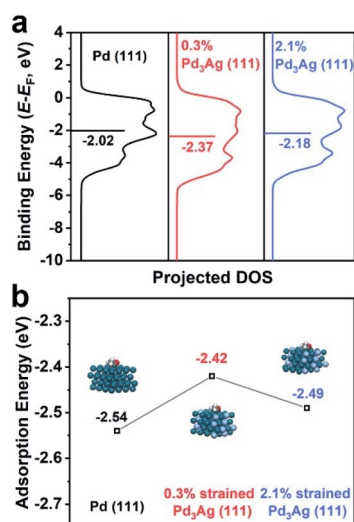 a
Binding Energy (E-E_F, eV)
4
2
0
-2
-4
-6
-8
-10
Pd (111)
-2.02
0.3%
Pd₃Ag (111)
-2.37
2.1%
Pd₃Ag (111)
-2.18
Projected DOS
b
Adsorption Energy (eV)
-2.3
-2.4
-2.5
-2.6
-2.7
-2.54
-2.42
-2.49
Pd (111)
0.3% strained
Pd₃Ag (111)
2.1% strained
Pd₃Ag (111)